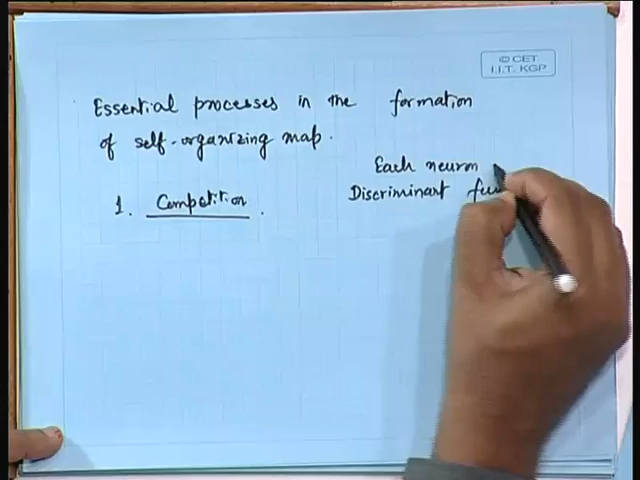 © CET
I.I.T. KGP
Essential processes in the formation
of self-organizing map.
Each neuron
1. Competition.
Discriminant